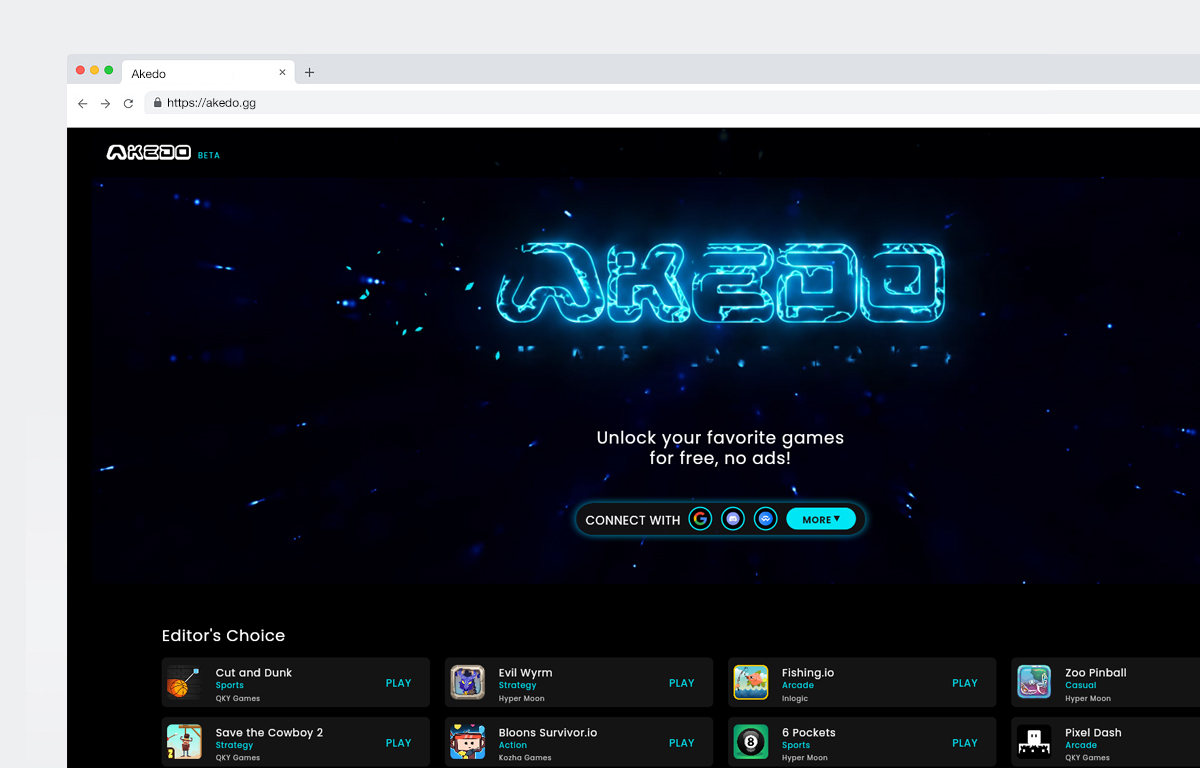 Akedo
https://akedo.gg
AKEDO BETA
AKEDO
Unlock your favorite games
for free, no ads!
CONNECT WITH G MORE
Editor's Choice
Cut and Dunk
Sports
QKY Games
PLAY
Evil Wyrm
Strategy
Hyper Moon
PLAY
Fishing.io
Arcade
Inlogic
PLAY
Zoo Pinball
Casual
Hyper Moon
Save the Cowboy 2
Strategy
QKY Games
PLAY
2
Bloons Survivor.io
Action
Kozha Games
PLAY
8
6 Pockets
Sports
Hyper Moon
PLAY
Pixel Dash
Arcade
QKY Games